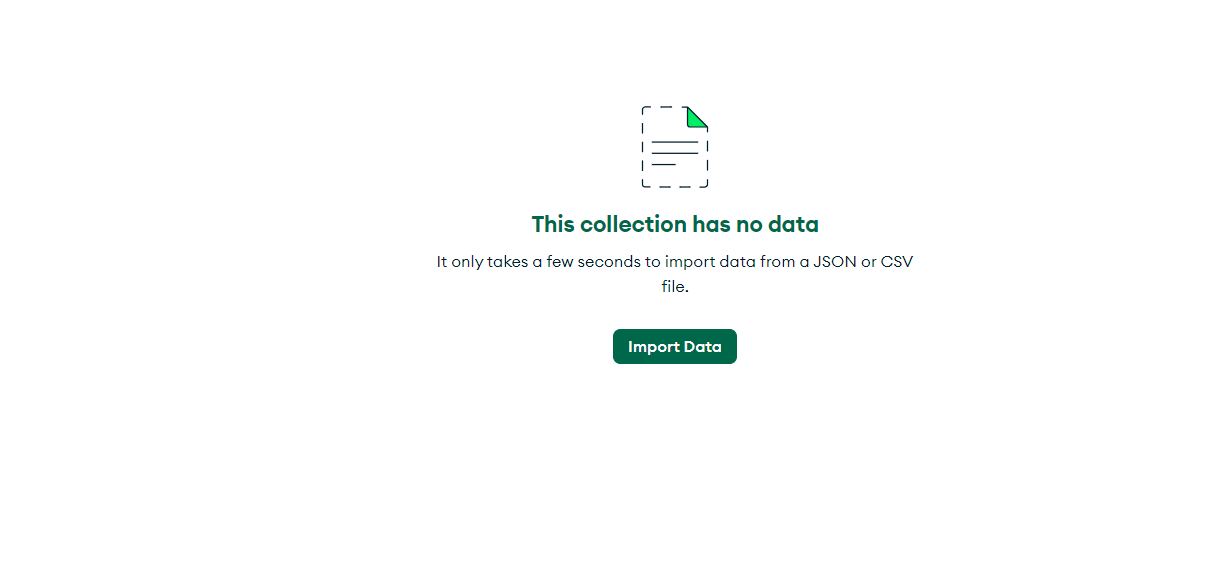 This collection has no data
It only takes a few seconds to import data from a JSON or CSV
file.
Import Data